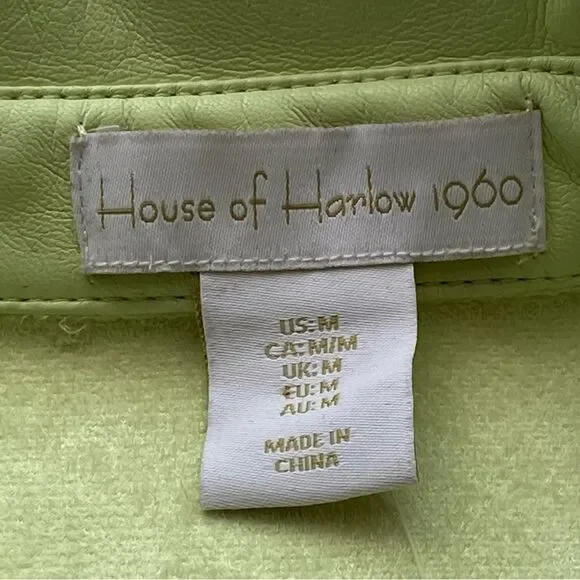 House of Harlow 1960
US: M
CA: M/M
UK: M
EU: M
AU: M
MADE IN
CHINA